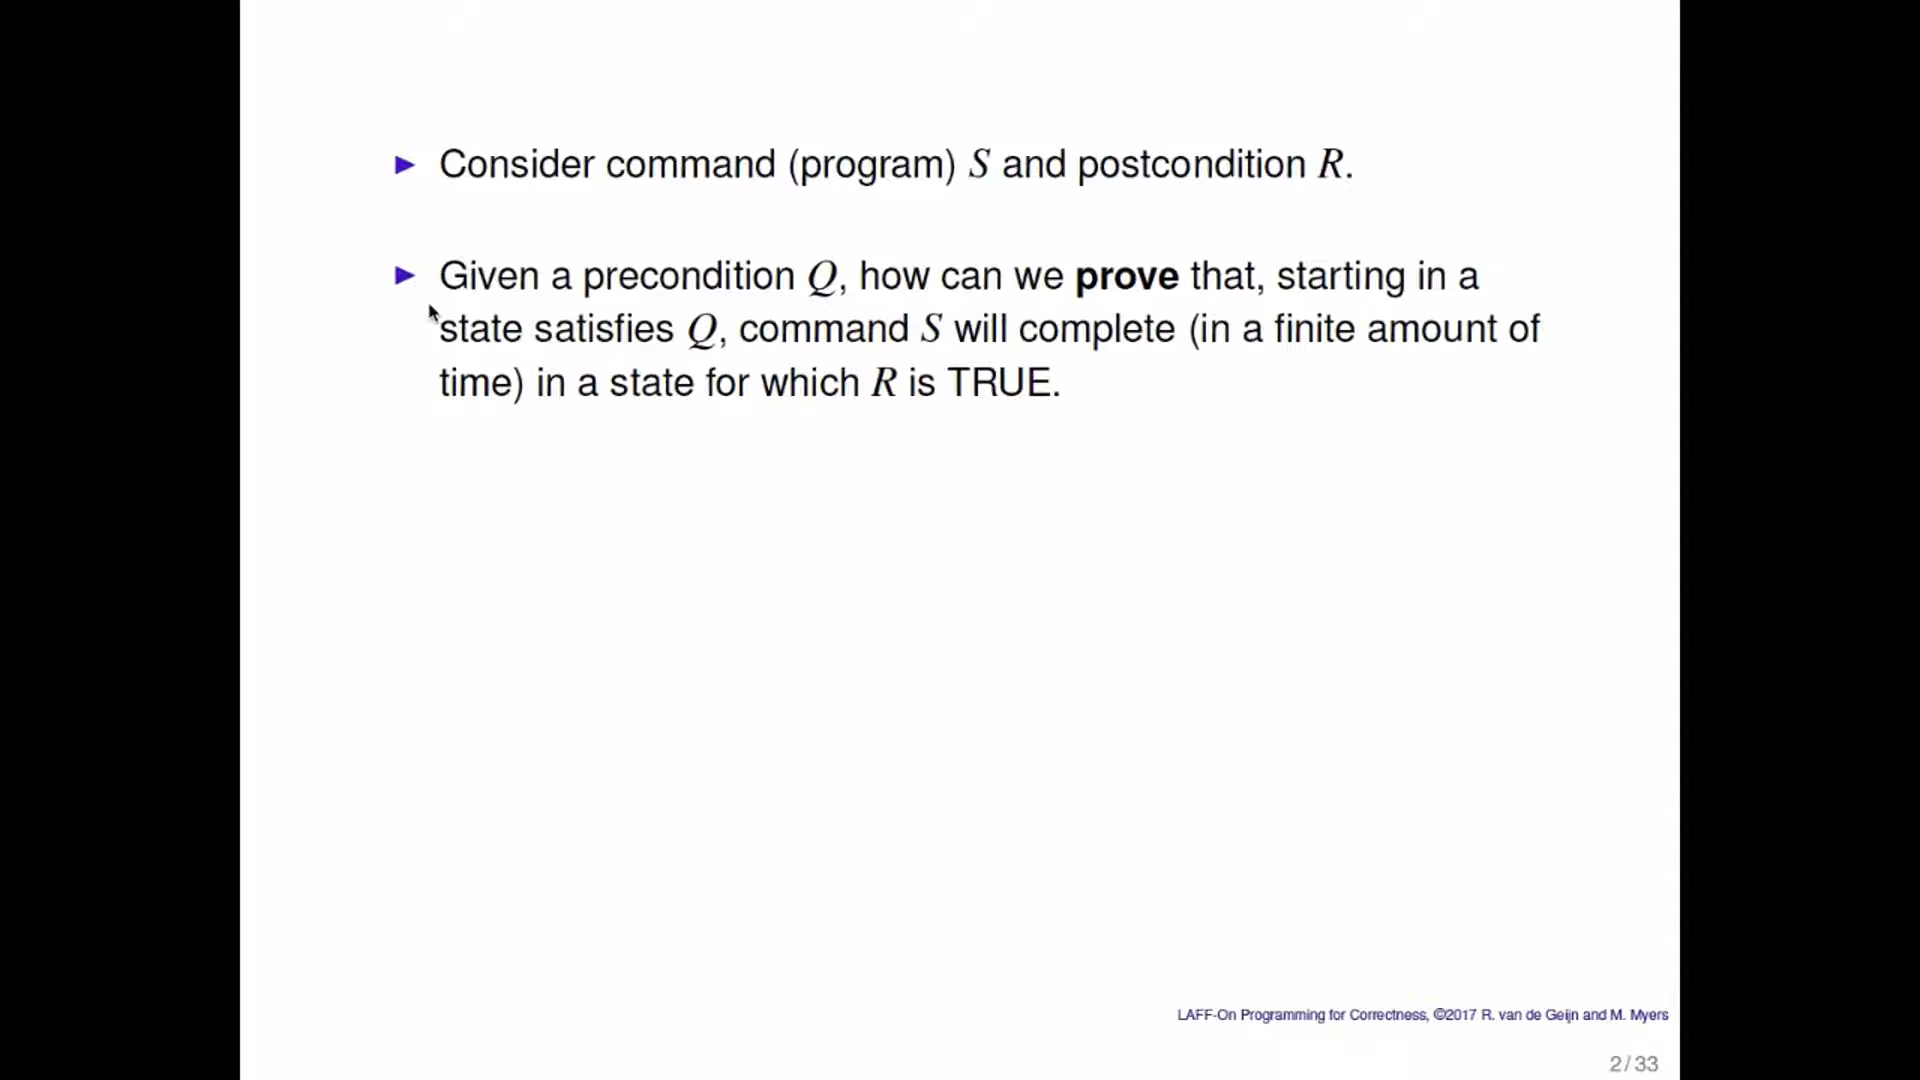 Consider command (program) S and postcondition R.
Given a precondition Q, how can we prove that, starting in a
state satisfies Q, command S will complete (in a finite amount of
time) in a state for which R is TRUE.
LAFF-On Programming for Correctness, ©2017 R. van de Geijn and M. Myers
2/33